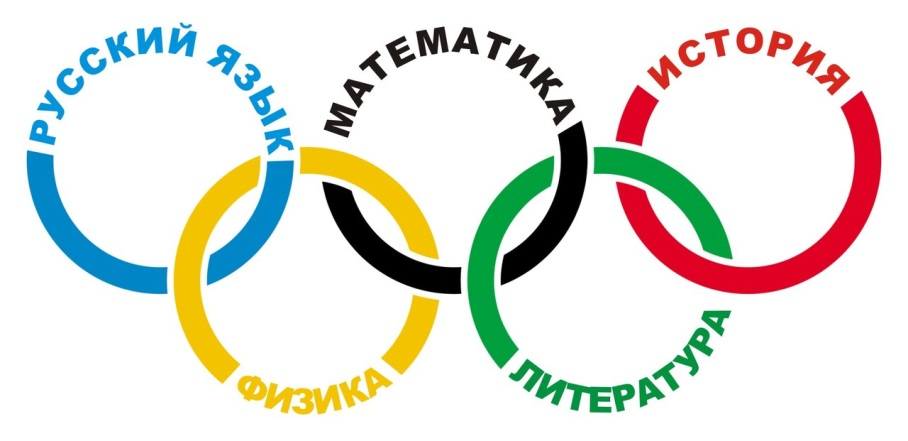 РУССКИЙ ЯЗЫК
МАТЕМАТИКА
ИСТОРИЯ
ФИЗИКА
ЛИТЕРАТУРА